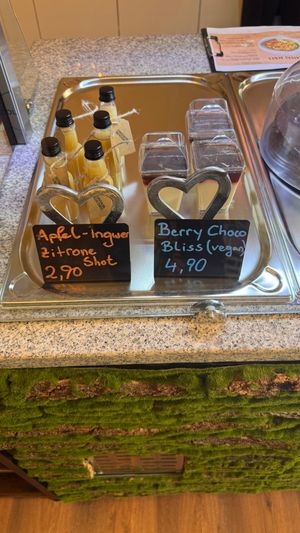 Apfel-Ingwer
Zitrone
Shot
2,90
Berry Choco
Bliss (vegan)
4,90